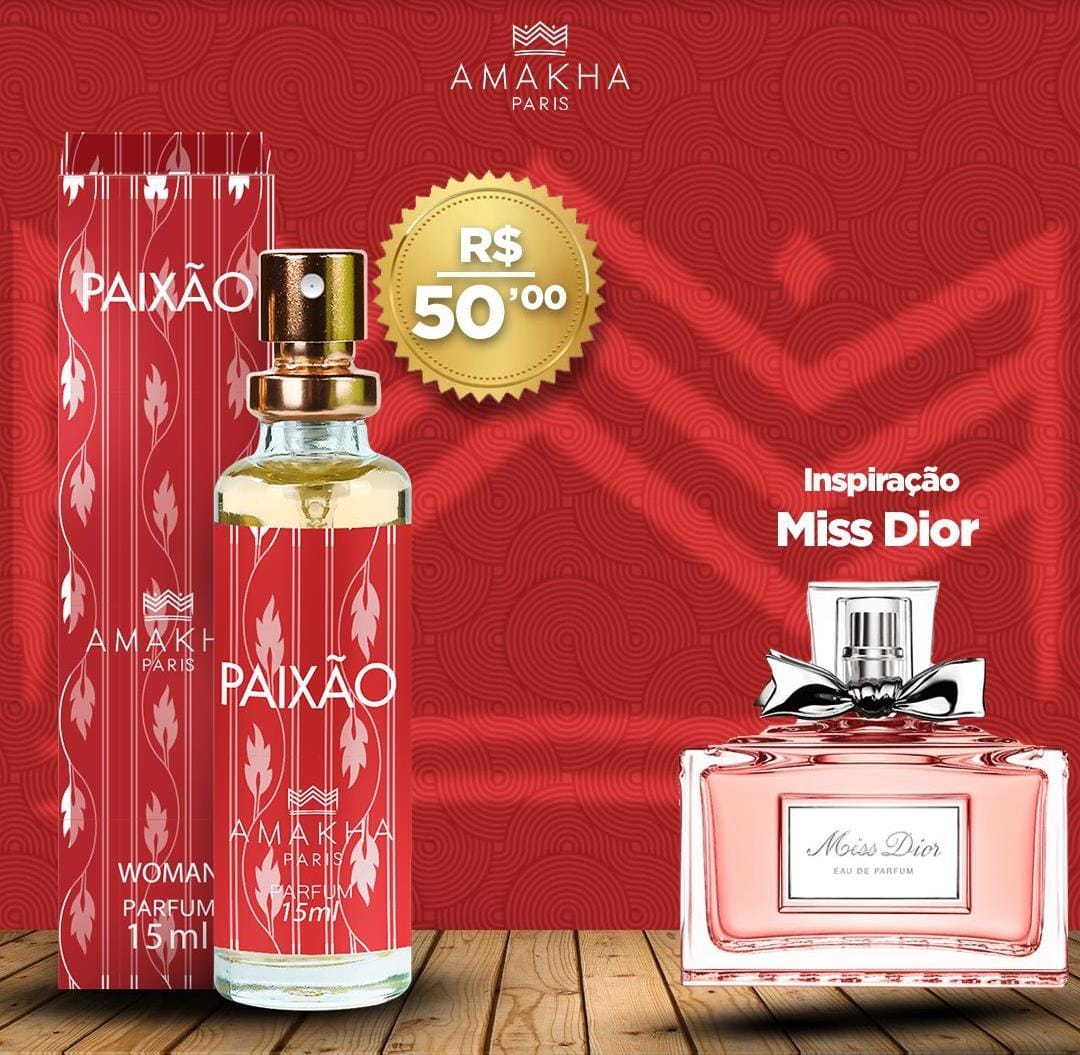 AMAKHA
PARIS
R$
50,00
Inspiração
Miss Dior
PAIXÃO
AMAKH
PARIS
WOMAN
PARFUM
15ml
PAIXÃO
AMAKHA
PARIS
PARFUM
15ml
Miss Dior
EAU DE PARFUM